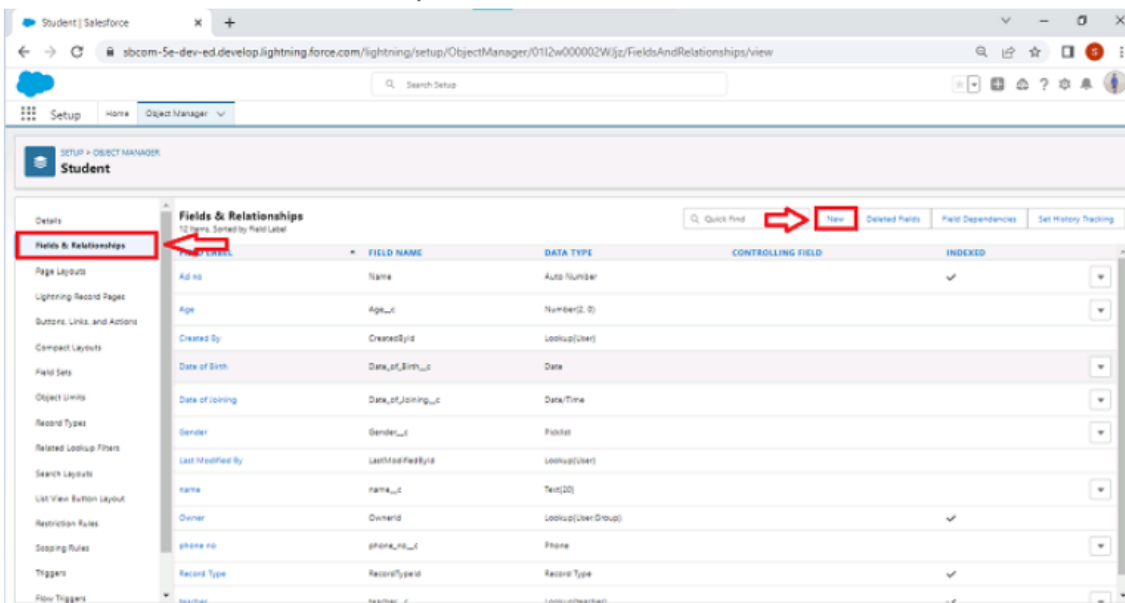 Student | Salesforce
sbcom-5e-dev-ed.develop.lightning.force.com/lightning/setup/ObjectManager/01I2w000002WJjz/FieldsAndRelationships/view
S
Search Setup
Setup Home Object Manager
SETUP > OBJECT MANAGER
Student
Details
Fields & Relationships
Page Layouts
Lightning Record Pages
Buttons, Links, and Actions
Compact Layouts
Field Sets
Object Limits
Record Types
Related Lookup Filters
Search Layouts
List View Button Layout
Restriction Rules
Scoping Rules
Triggers
Flow Triggers
Fields & Relationships
12 Items, Sorted by Field Label
Quick Find New Deleted Fields Field Dependencies Set History Tracking
FIELD LABEL FIELD NAME DATA TYPE CONTROLLING FIELD INDEXED
Ad no Name Auto Number
Age Age__c Number(2, 0)
Created By CreatedById Lookup(User)
Date of Birth Date_of_Birth__c Date
Date of Joining Date_of_Joining__c Date/Time
Gender Gender__c Picklist
Last Modified By LastModifiedById Lookup(User)
name name__c Text(20)
Owner OwnerId Lookup(User,Group)
phone no phone_no__c Phone
Record Type RecordTypeId Record Type
teacher teacher__c Lookup(teacher)